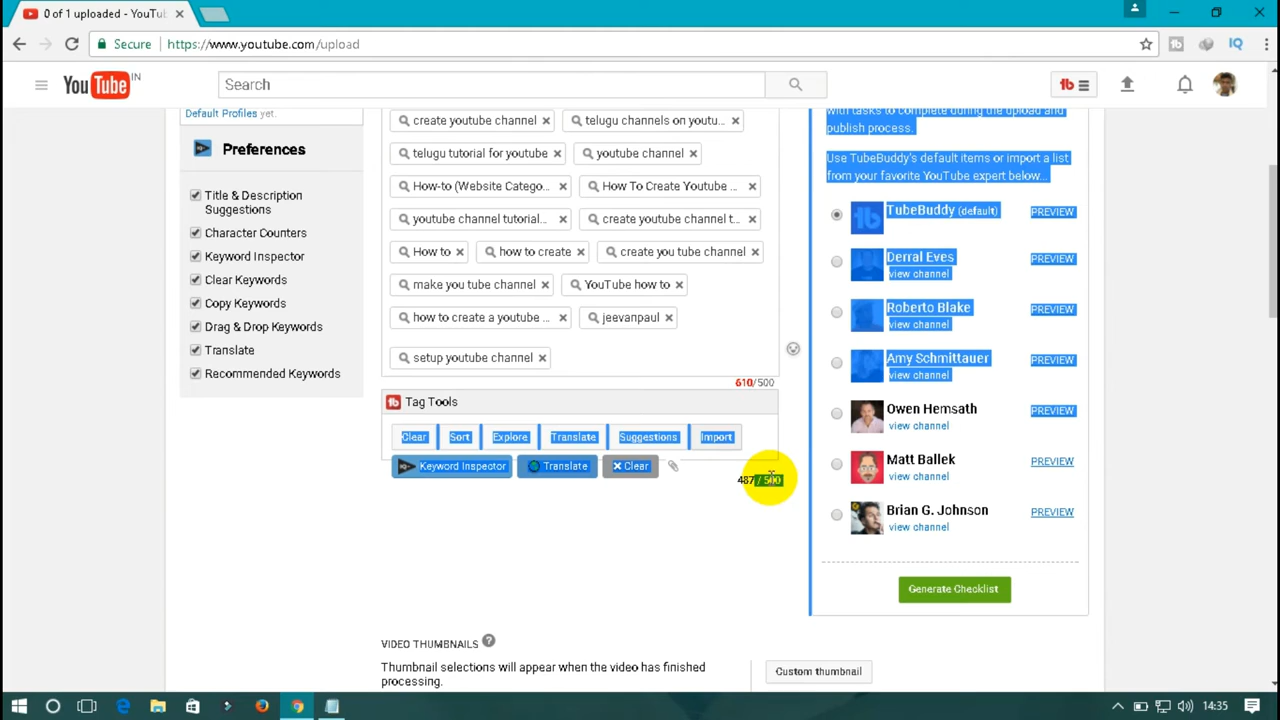 0 of 1 uploaded - YouTu
Secure
https://www.youtube.com/upload
YouTube IN
Search
Default Profiles yet.
Preferences
Title & Description
Suggestions
Character Counters
Keyword Inspector
Clear Keywords
Copy Keywords
Drag & Drop Keywords
Translate
Recommended Keywords
create youtube channel
telugu channels on youtu...
telugu tutorial for youtube
youtube channel
How-to (Website Catego...
How To Create Youtube ...
youtube channel tutorial...
create youtube channel t...
How to
how to create
create you tube channel
make you tube channel
YouTube how to
how to create a youtube ...
jeevanpaul
setup youtube channel
610/500
Tag Tools
Clear
Sort
Explore
Translate
Suggestions
Import
Keyword Inspector
Translate
Clear
487 / 500
VIDEO THUMBNAILS
Thumbnail selections will appear when the video has finished
processing.
Custom thumbnail
with tasks to complete during the upload and
publish process.
Use TubeBuddy's default items or import a list
from your favorite YouTube expert below...
TubeBuddy (default)
PREVIEW
Derral Eves
view channel
PREVIEW
Roberto Blake
view channel
PREVIEW
Amy Schmittauer
view channel
PREVIEW
Owen Hemsath
view channel
PREVIEW
Matt Ballek
view channel
PREVIEW
Brian G. Johnson
view channel
PREVIEW
Generate Checklist
14:35